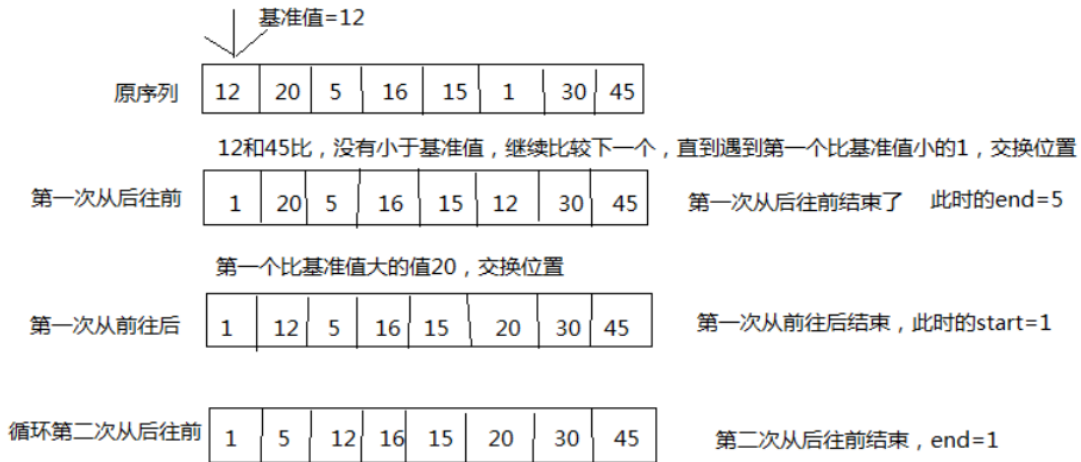 基准值=12
原序列 12 20 5 16 15 1 30 45
12和45比，没有小于基准值，继续比较下一个，直到遇到第一个比基准值小的1，交换位置
第一次从后往前 1 20 5 16 15 12 30 45 第一次从后往前结束了 此时的end=5
第一个比基准值大的值20，交换位置
第一次从前往后 1 12 5 16 15 20 30 45 第一次从前往后结束，此时的start=1
循环第二次从后往前 1 5 12 16 15 20 30 45 第二次从后往前结束，end=1